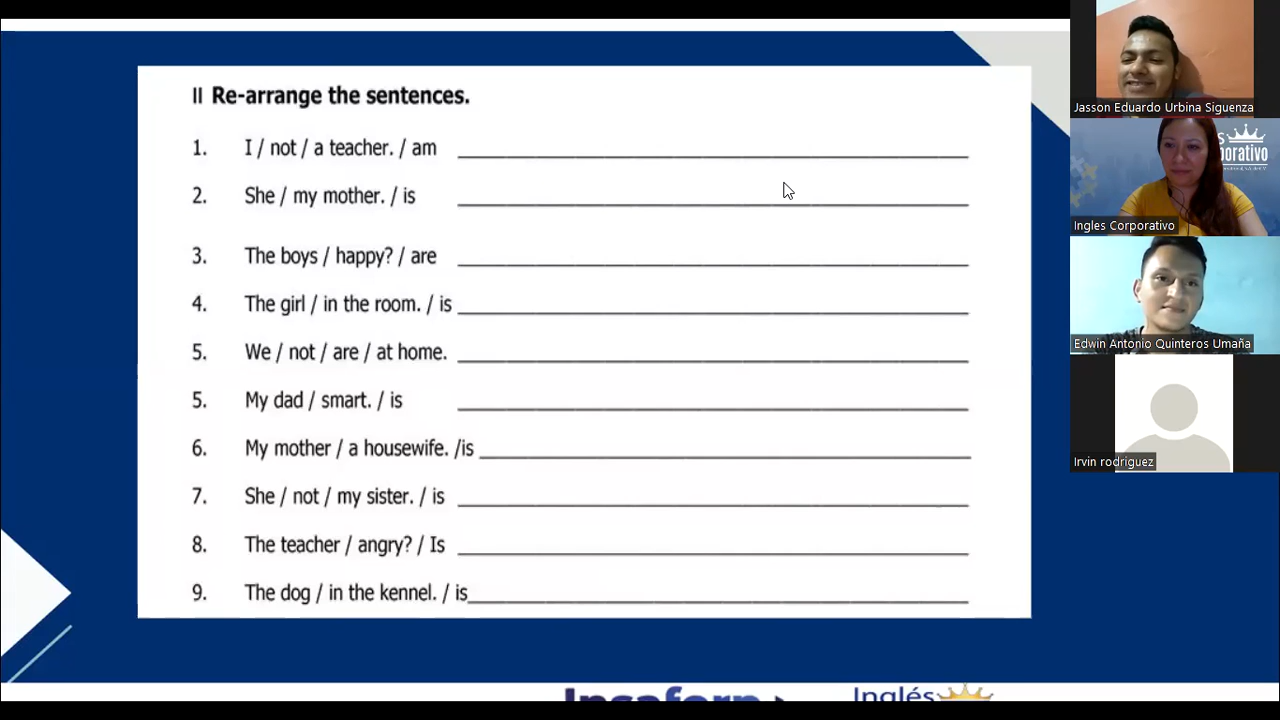 II Re-arrange the sentences.
1. I / not / a teacher. / am
2. She / my mother. / is
3. The boys / happy? / are
4. The girl / in the room. / is
5. We / not / are / at home.
5. My dad / smart. / is
6. My mother / a housewife. /is
7. She / not / my sister. / is
8. The teacher / angry? / Is
9. The dog / in the kennel. / is
Jasson Eduardo Urbina Siguenza
Ingles Corporativo
Edwin Antonio Quinteros Umaña
Irvin rodriguez
Inglés